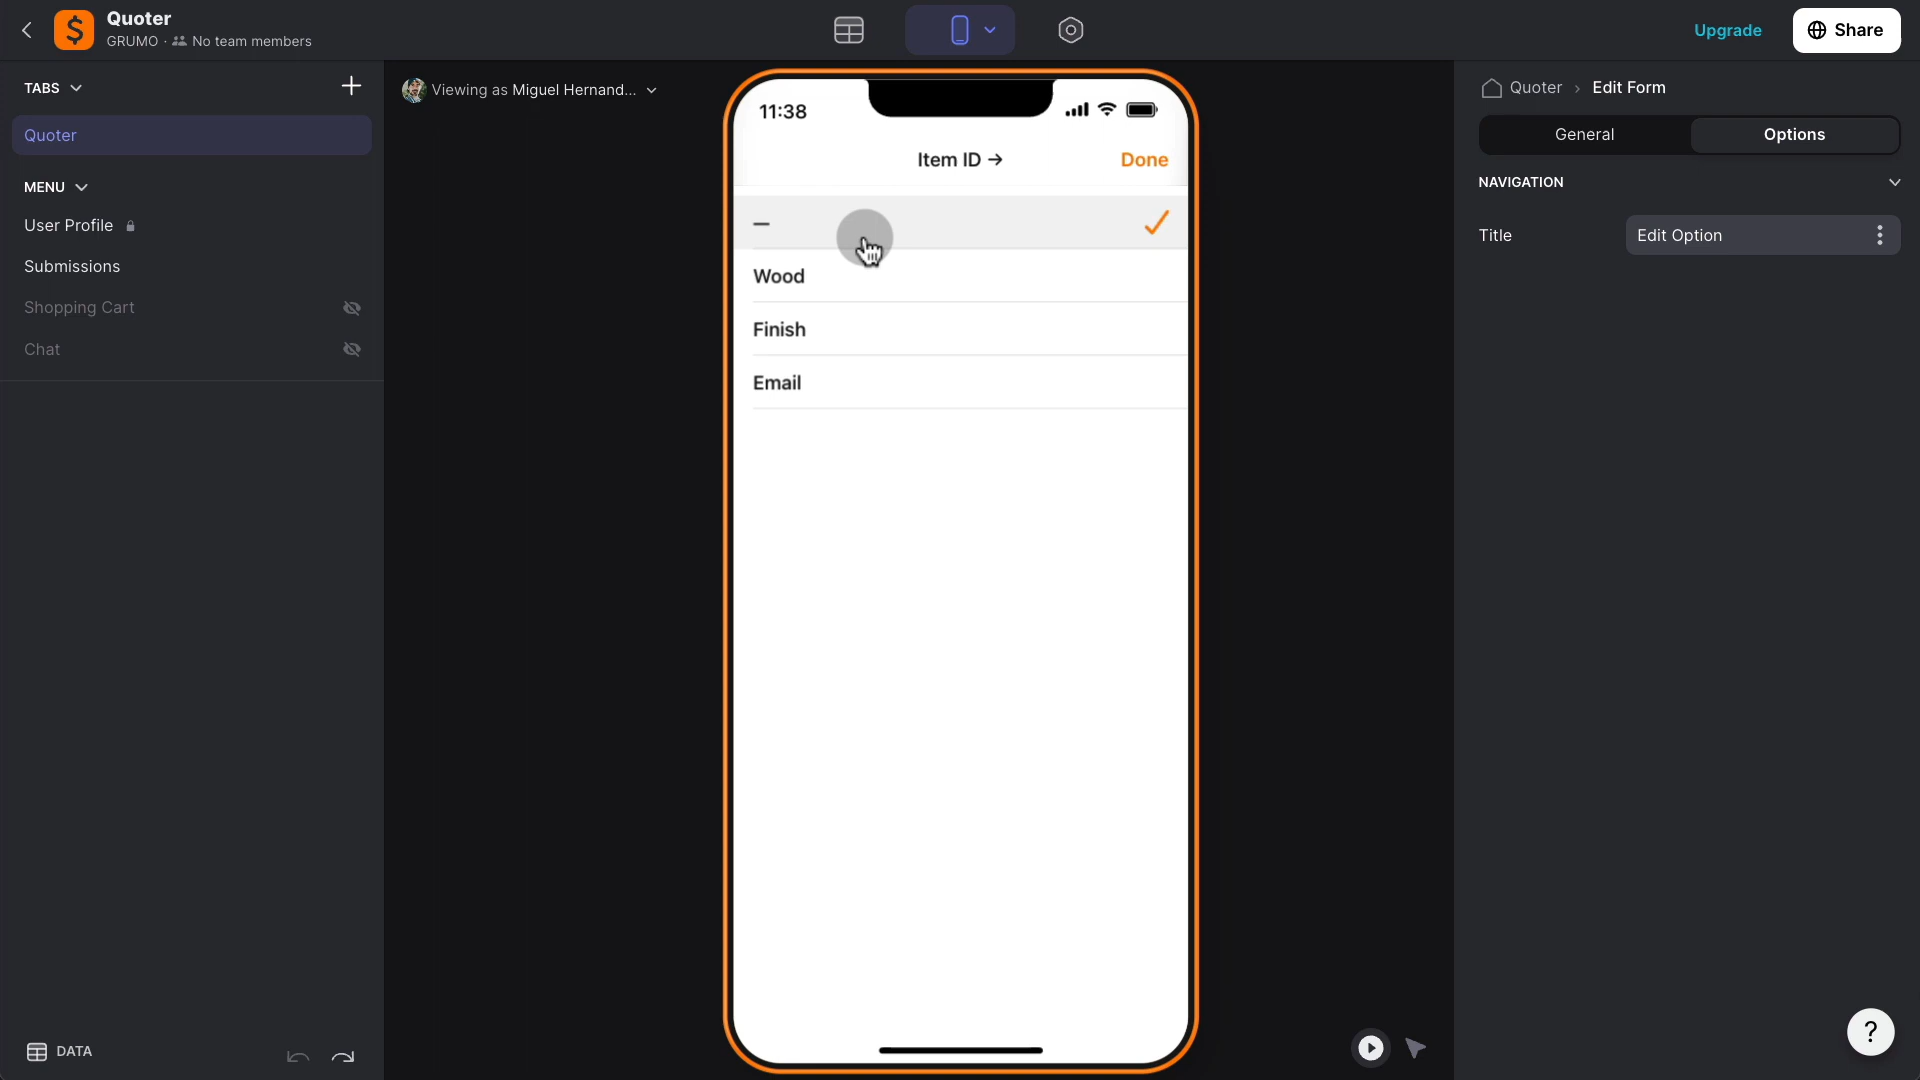 Quoter
GRUMO · No team members
Upgrade
Share
TABS
Quoter
MENU
User Profile
Submissions
Shopping Cart
Chat
DATA
Viewing as Miguel Hernand...
11:38
Item ID →
Done
–
Wood
Finish
Email
Quoter › Edit Form
General
Options
NAVIGATION
Title
Edit Option
?